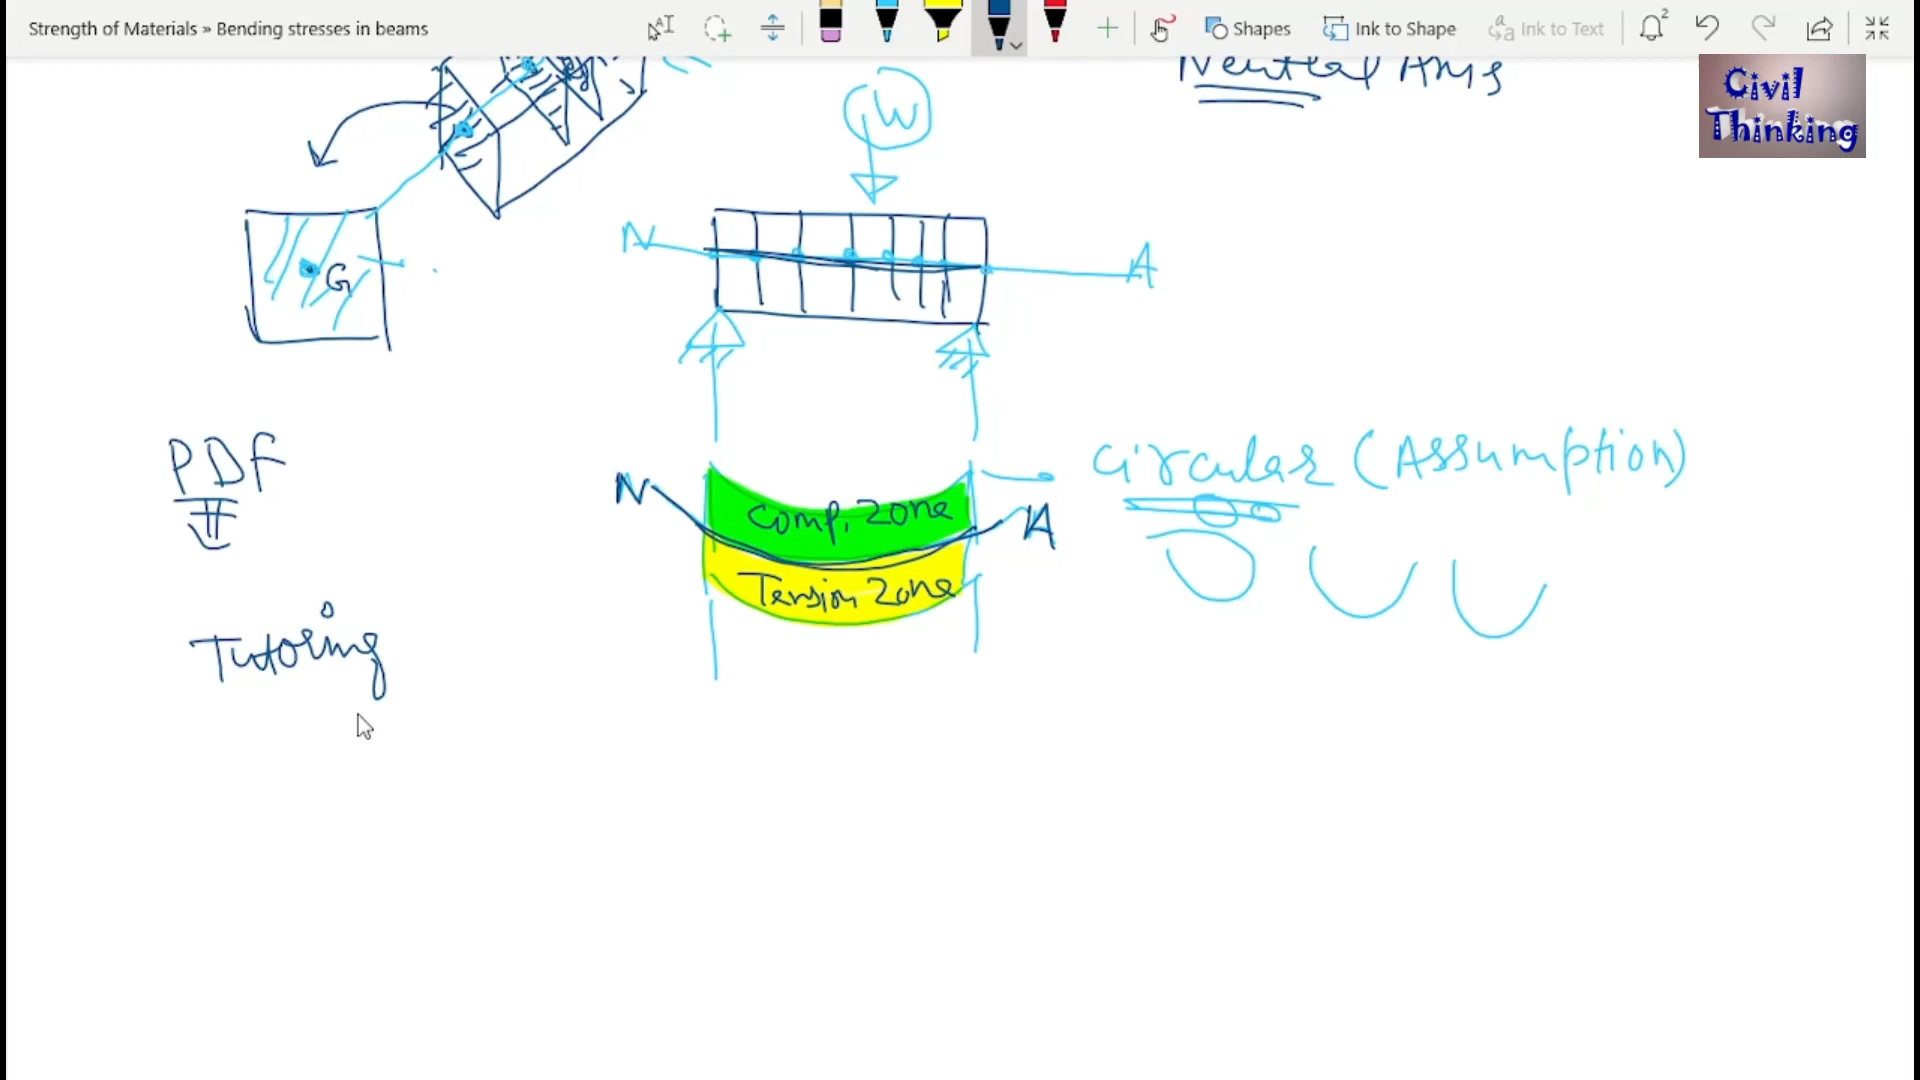 Strength of Materials » Bending stresses in beams
Shapes
Ink to Shape
Ink to Text
2
Neutral Axis
Civil
Thinking
W
N
A
G
PDF
Circular (Assumption)
N
Comp. Zone
A
Tension Zone
Tutoring